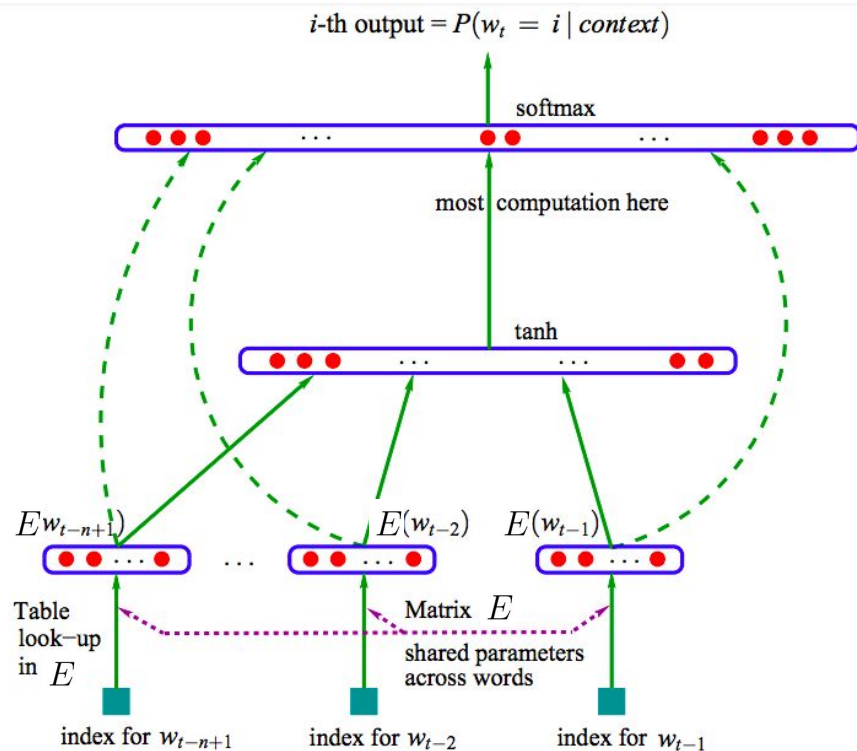 i-th output = P(w_t = i | context)
softmax
. . .
. . .
most computation here
tanh
. . .
. . .
E w_{t−n+1})
E(w_{t−2})
E(w_{t−1})
. . .
. . .
. . .
. . .
Table
look−up
in E
Matrix E
shared parameters
across words
index for w_{t−n+1}
index for w_{t−2}
index for w_{t−1}